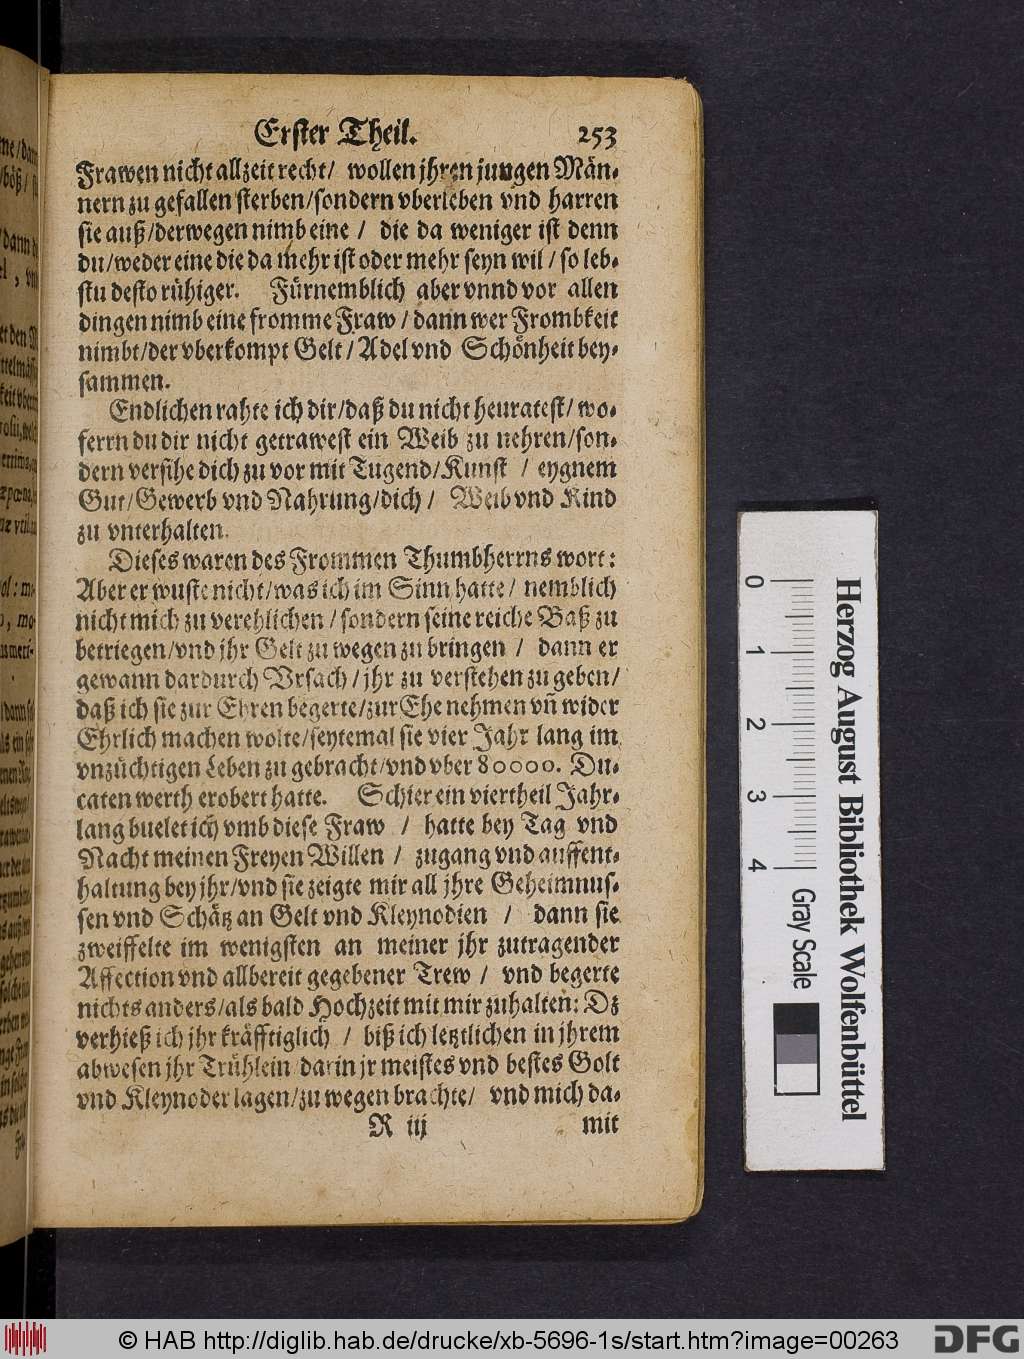 Erster Theil. 253
Frawen nicht allzeit recht/ wollen jhren jungen Män-
nern zu gefallen sterben/sondern vberleben vnd harren
sie auß/derwegen nimb eine / die da weniger ist denn
du/weder eine die da mehr ist oder mehr seyn wil / so leb-
stu desto rühiger. Fürnemblich aber vnnd vor allen
dingen nimb eine fromme Fraw / dann wer Frombkeit
nimbt/der vberkompt Gelt / Adel vnd Schönheit bey-
sammen.
Endlichen rahte ich dir/daß du nicht heuratest/ wo-
ferrn du dir nicht getrawest ein Weib zu nehren/son-
dern versihe dich zu vor mit Tugend/Kunst / eygnem
Gut/Gewerb vnd Nahrung/dich / Weib vnd Kind
zu vnterhalten.
Dieses waren des Frommen Thumbherrns wort:
Aber er wuste nicht/was ich im Sinn hatte / nemblich
nicht mich zu verehlichen / sondern seine reiche Baß zu
betriegen/vnd jhr Gelt zu wegen zu bringen / dann er
gewann dardurch Vrsach / jhr zu verstehen zu geben/
daß ich sie zur Ehren begerte/zur Ehe nehmen vñ wider
Ehrlich machen wolte/seytemal sie vier Jahr lang im
vnzüchtigen Leben zu gebracht/vnd vber 80000. Du-
caten werth erobert hatte. Schier ein viertheil Jahr-
lang buelet ich vmb diese Fraw / hatte bey Tag vnd
Nacht meinen Freyen Willen / zugang vnd auffent-
haltung bey jhr/vnd sie zeigte mir all jhre Geheimnus-
sen vnd Schätz an Gelt vnd Kleynodien / dann sie
zweiffelte im wenigsten an meiner jhr zutragender
Affection vnd allbereit gegebener Trew / vnd begerte
nichts anders/als bald Hochzeit mit mir zuhalten: Dz
verhieß ich jhr kräfftiglich / biß ich letztlichen in jhrem
abwesen jhr Trühlein darin jr meistes vnd bestes Golt
vnd Kleynoder lagen/zu wegen brachte/ vnd mich da-
R iij mit
0 1 2 3 4
Gray Scale
Herzog August Bibliothek Wolfenbüttel
© HAB http://diglib.hab.de/drucke/xb-5696-1s/start.htm?image=00263
DFG